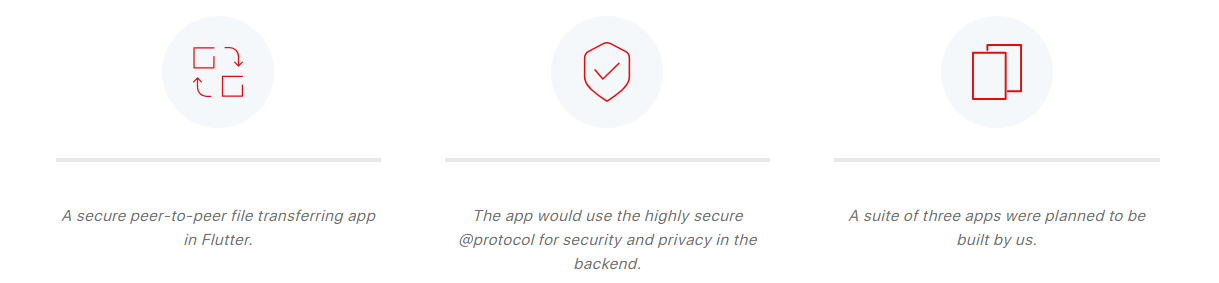 A secure peer-to-peer file transferring app
in Flutter.
The app would use the highly secure
@protocol for security and privacy in the
backend.
A suite of three apps were planned to be
built by us.